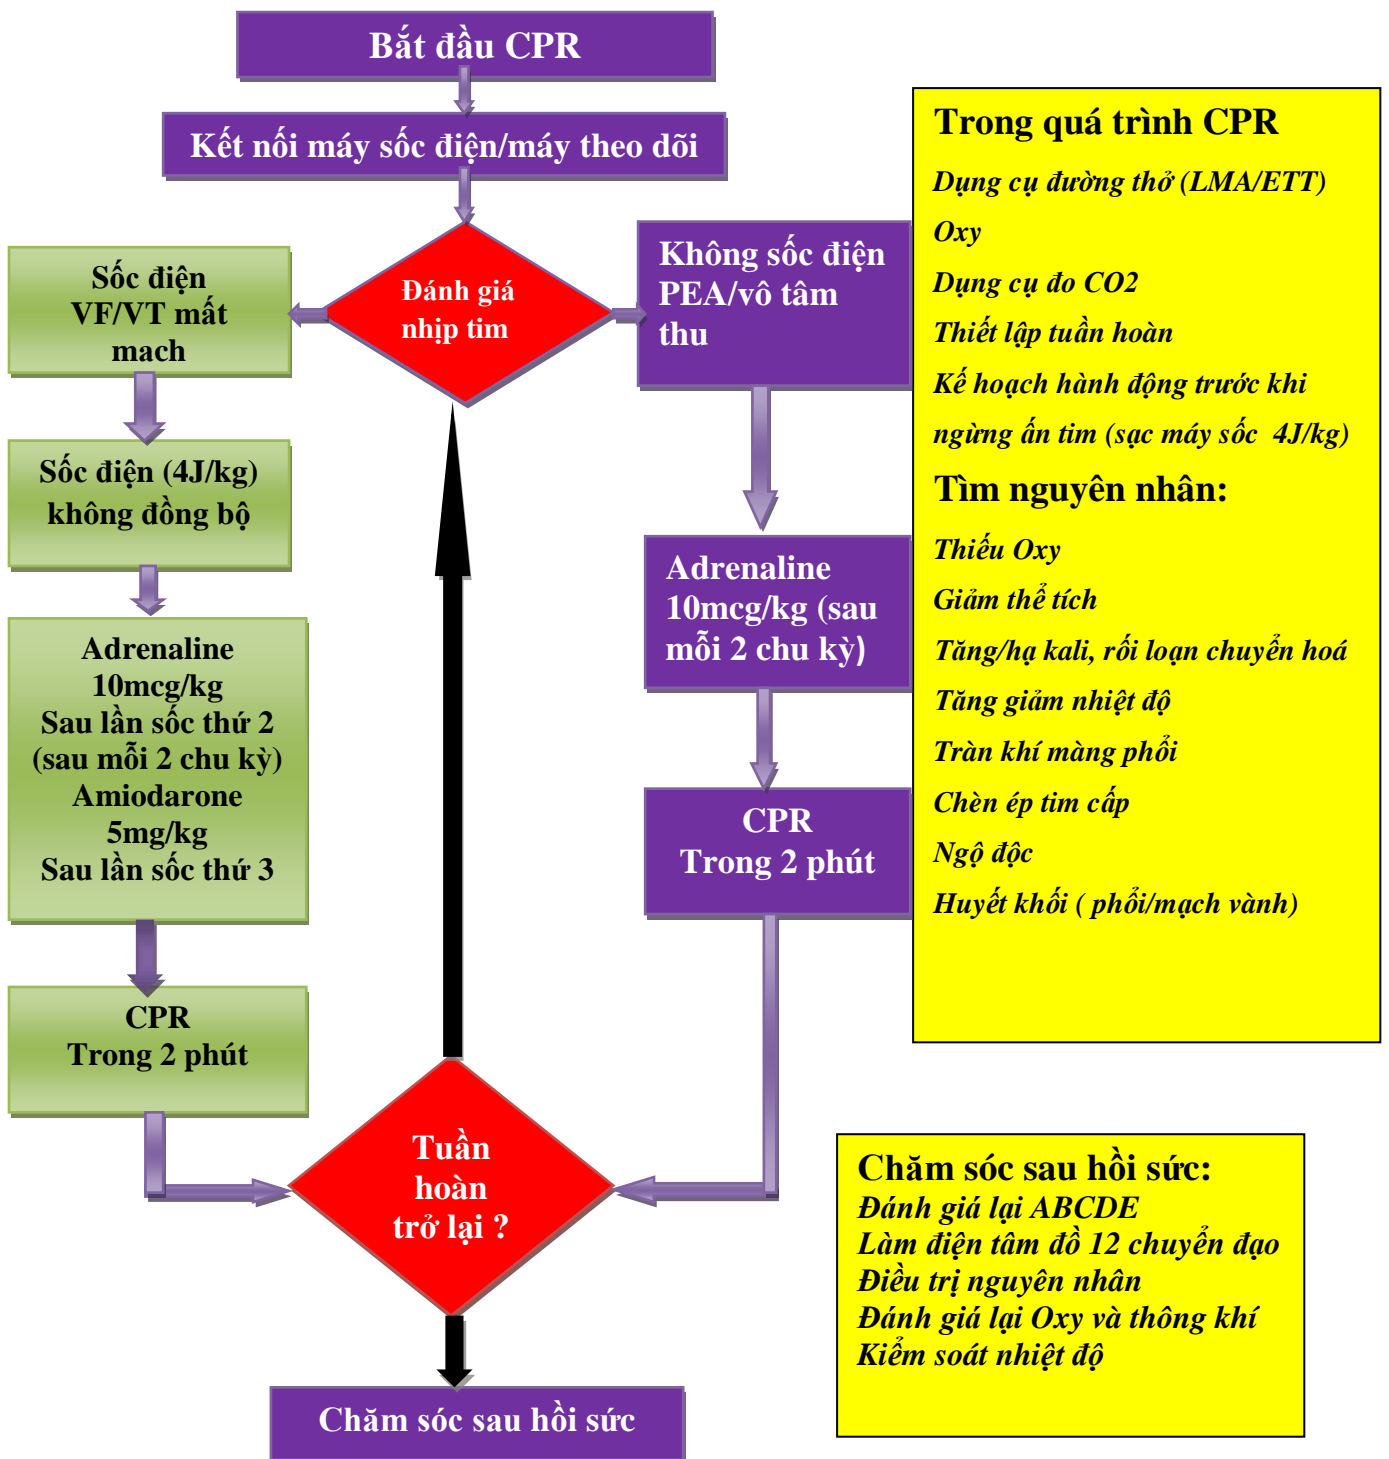 Bắt đầu CPR
Kết nối máy sốc điện/máy theo dõi
Đánh giá
nhịp tim
Sốc điện
VF/VT mất
mach
Sốc điện (4J/kg)
không đồng bộ
Adrenaline
10mcg/kg
Sau lần sốc thứ 2
(sau mỗi 2 chu kỳ)
Amiodarone
5mg/kg
Sau lần sốc thứ 3
CPR
Trong 2 phút
Không sốc điện
PEA/vô tâm
thu
Adrenaline
10mcg/kg (sau
mỗi 2 chu kỳ)
CPR
Trong 2 phút
Tuần
hoàn
trở lại ?
Chăm sóc sau hồi sức
Trong quá trình CPR
Dụng cụ đường thở (LMA/ETT)
Oxy
Dụng cụ đo CO2
Thiết lập tuần hoàn
Kế hoạch hành động trước khi
ngừng ấn tim (sạc máy sốc 4J/kg)
Tìm nguyên nhân:
Thiếu Oxy
Giảm thể tích
Tăng/hạ kali, rối loạn chuyển hoá
Tăng giảm nhiệt độ
Tràn khí màng phổi
Chèn ép tim cấp
Ngộ độc
Huyết khối ( phổi/mạch vành)
Chăm sóc sau hồi sức:
Đánh giá lại ABCDE
Làm điện tâm đồ 12 chuyển đạo
Điều trị nguyên nhân
Đánh giá lại Oxy và thông khí
Kiểm soát nhiệt độ